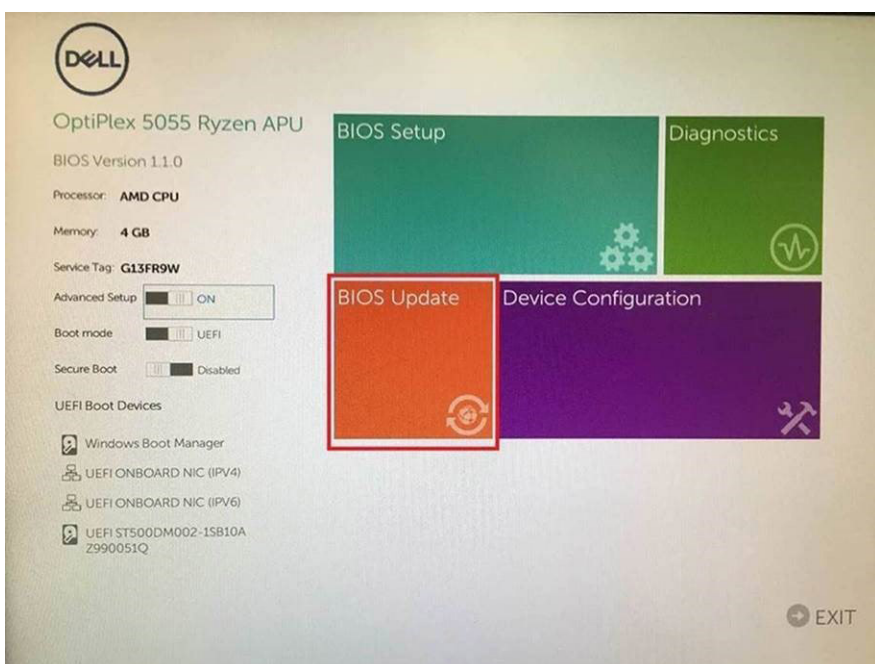 DELL
OptiPlex 5055 Ryzen APU
BIOS Version 1.1.0
Processor: AMD CPU
Memory: 4 GB
Service Tag: G13FR9W
Advanced Setup ON
Boot mode UEFI
Secure Boot Disabled
UEFI Boot Devices
Windows Boot Manager
UEFI ONBOARD NIC (IPV4)
UEFI ONBOARD NIC (IPV6)
UEFI ST500DM002-1SB10A
Z990051Q
BIOS Setup
Diagnostics
BIOS Update
Device Configuration
EXIT